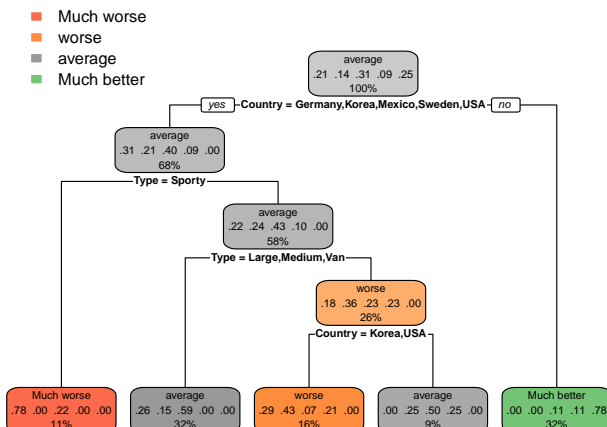 Much worse
worse
average
Much better
average
.21 .14 .31 .09 .25
100%
yes Country = Germany,Korea,Mexico,Sweden,USA no
average
.31 .21 .40 .09 .00
68%
Type = Sporty
average
.22 .24 .43 .10 .00
58%
Type = Large,Medium,Van
worse
.18 .36 .23 .23 .00
26%
Country = Korea,USA
Much worse
.78 .00 .22 .00 .00
11%
average
.26 .15 .59 .00 .00
32%
worse
.29 .43 .07 .21 .00
16%
average
.00 .25 .50 .25 .00
9%
Much better
.00 .00 .11 .11 .78
32%